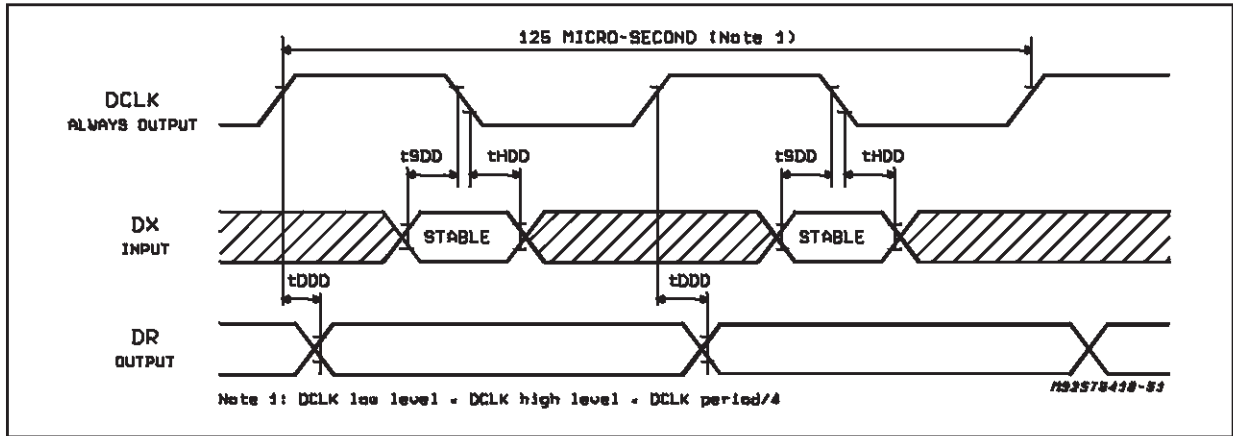 125 MICRO-SECOND (Note 1)
DCLK
ALWAYS OUTPUT
tSDD
tHDD
tSDD
tHDD
DX
INPUT
STABLE
STABLE
tDDD
tDDD
DR
OUTPUT
Note 1: DCLK low level = DCLK high level = DCLK period/4